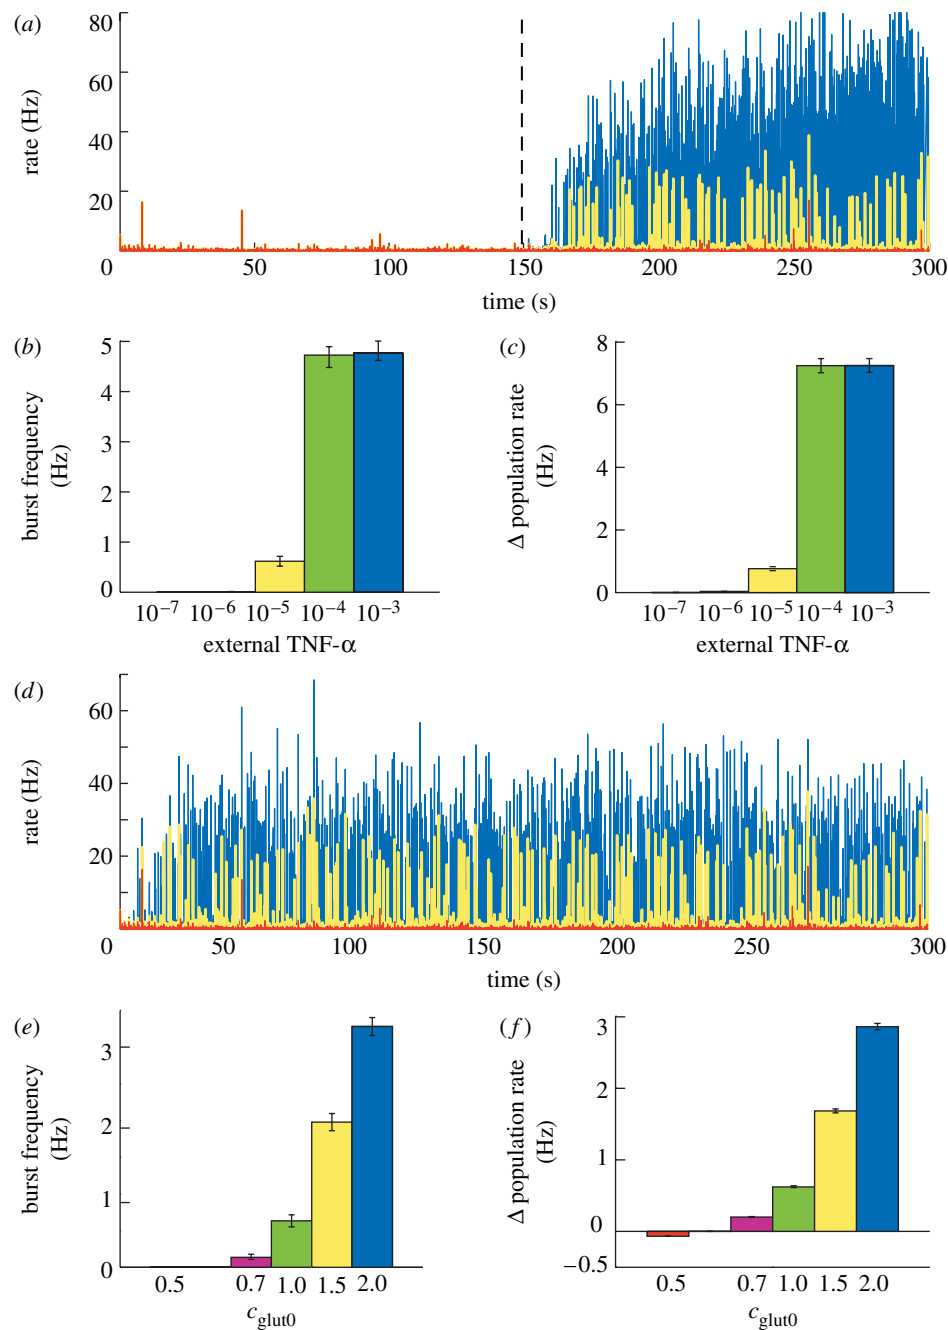 (a)
80
60
40
20
0
rate (Hz)
50
100
150
200
250
300
time (s)
(b)
5
4
3
2
1
0
burst frequency
(Hz)
10⁻⁷ 10⁻⁶ 10⁻⁵ 10⁻⁴ 10⁻³
external TNF-α
(c)
8
6
4
2
0
Δ population rate
(Hz)
10⁻⁷ 10⁻⁶ 10⁻⁵ 10⁻⁴ 10⁻³
external TNF-α
(d)
60
40
20
rate (Hz)
50
100
150
200
250
300
time (s)
(e)
3
2
1
0
burst frequency
(Hz)
0.5 0.7 1.0 1.5 2.0
c_glut0
(f)
3
2
1
0
−0.5
Δ population rate
(Hz)
0.5 0.7 1.0 1.5 2.0
c_glut0